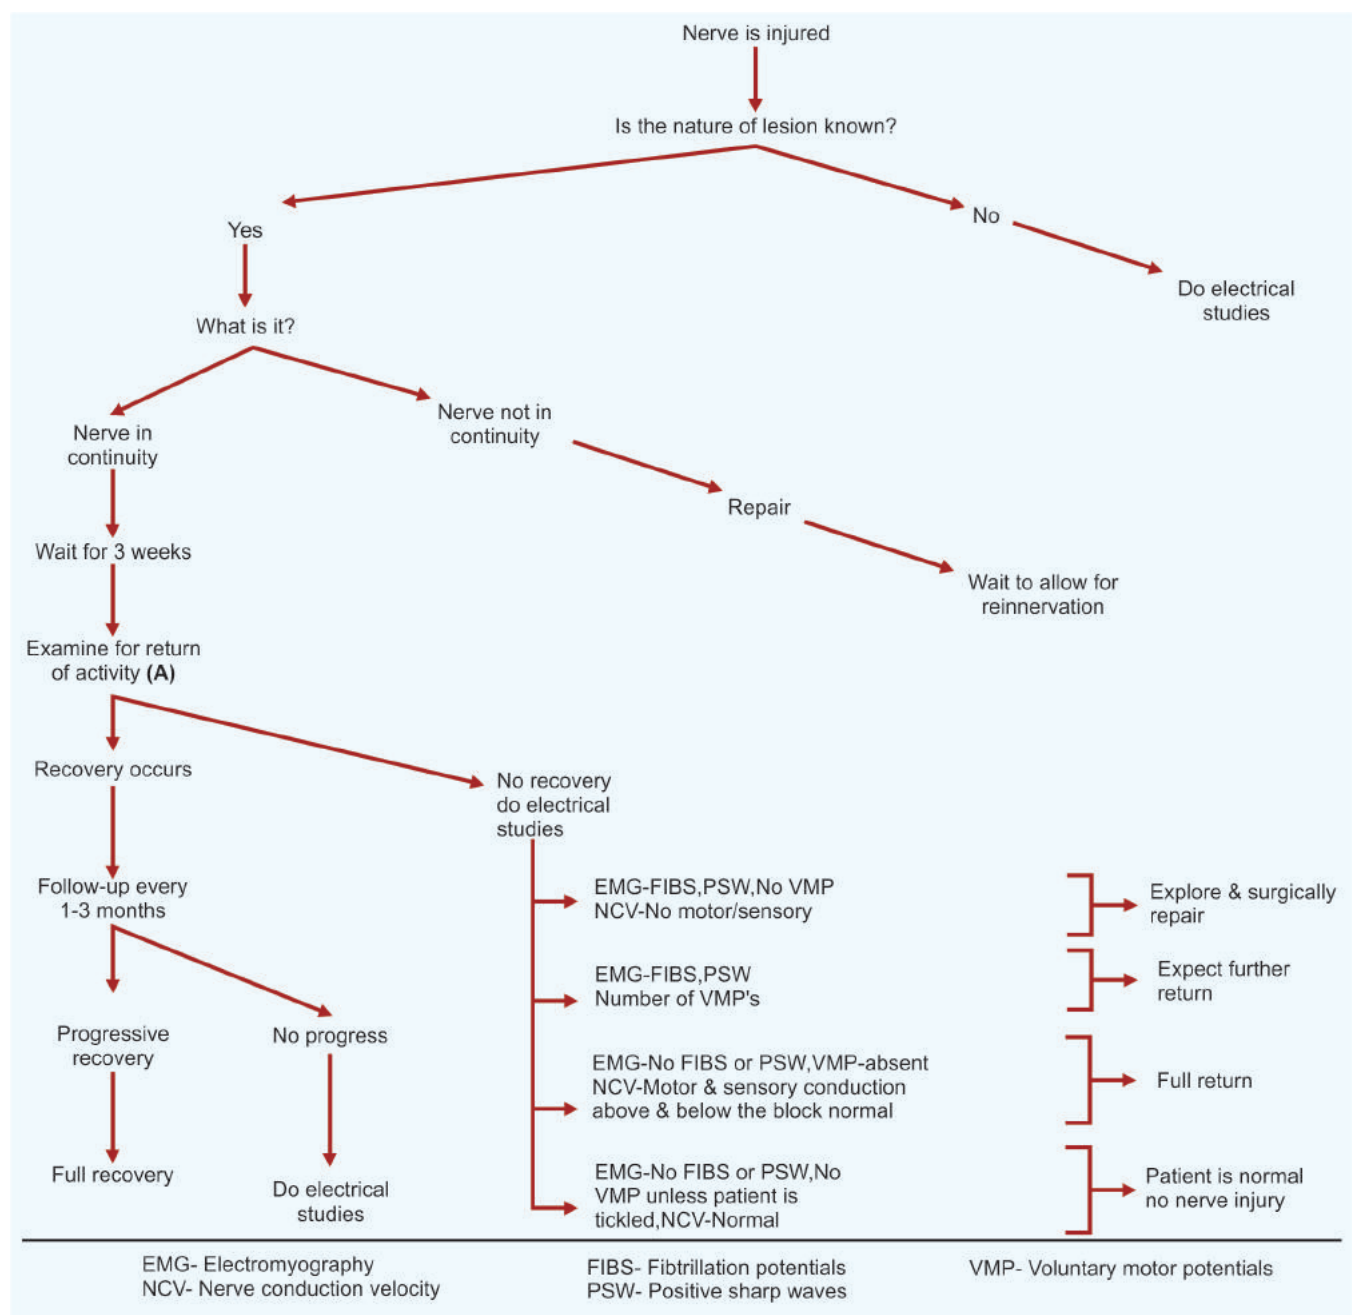 Nerve is injured
Is the nature of lesion known?
Yes
No
Do electrical
studies
What is it?
Nerve in
continuity
Nerve not in
continuity
Repair
Wait for 3 weeks
Wait to allow for
reinnervation
Examine for return
of activity (A)
Recovery occurs
No recovery
do electrical
studies
Follow-up every
1-3 months
EMG-FIBS,PSW,No VMP
NCV-No motor/sensory
Explore & surgically
repair
EMG-FIBS,PSW
Number of VMP's
Expect further
return
Progressive
recovery
No progress
EMG-No FIBS or PSW,VMP-absent
NCV-Motor & sensory conduction
above & below the block normal
Full return
Full recovery
Do electrical
studies
EMG-No FIBS or PSW,No
VMP unless patient is
tickled,NCV-Normal
Patient is normal
no nerve injury
EMG- Electromyography
NCV- Nerve conduction velocity
FIBS- Fibtrillation potentials
PSW- Positive sharp waves
VMP- Voluntary motor potentials